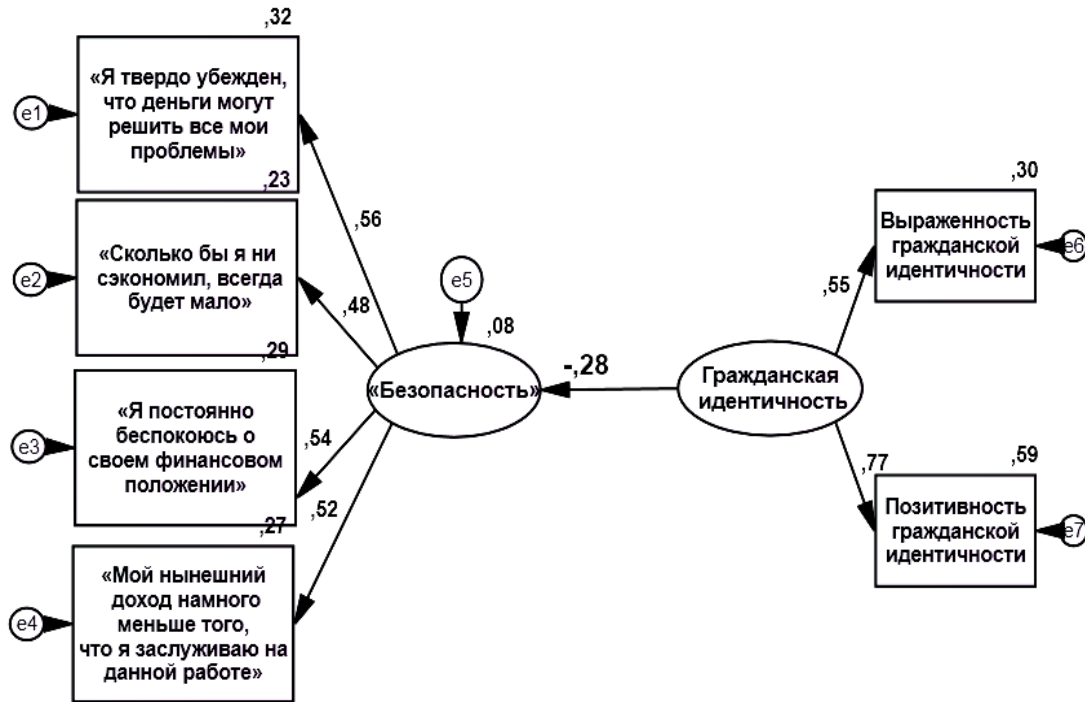 ,32
«Я твердо убежден,
что деньги могут
решить все мои
проблемы»
e1
,23
«Сколько бы я ни
сэкономил, всегда
будет мало»
e2
,29
«Я постоянно
беспокоюсь о
своем финансовом
положении»
e3
,27
«Мой нынешний
доход намного
меньше того,
что я заслуживаю на
данной работе»
e4
,56
,48
,54
,52
e5
,08
«Безопасность»
-,28
Гражданская
идентичность
,55
,77
,30
Выраженность
гражданской
идентичности
e6
,59
Позитивность
гражданской
идентичности
e7